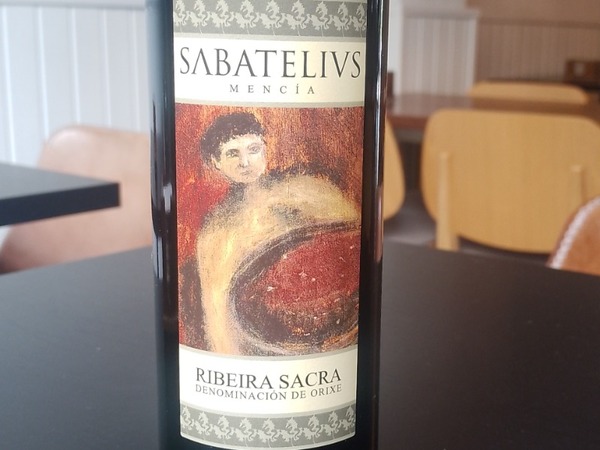 SABATELIVS
MENCÍA
RIBEIRA SACRA
DENOMINACIÓN DE ORIXE